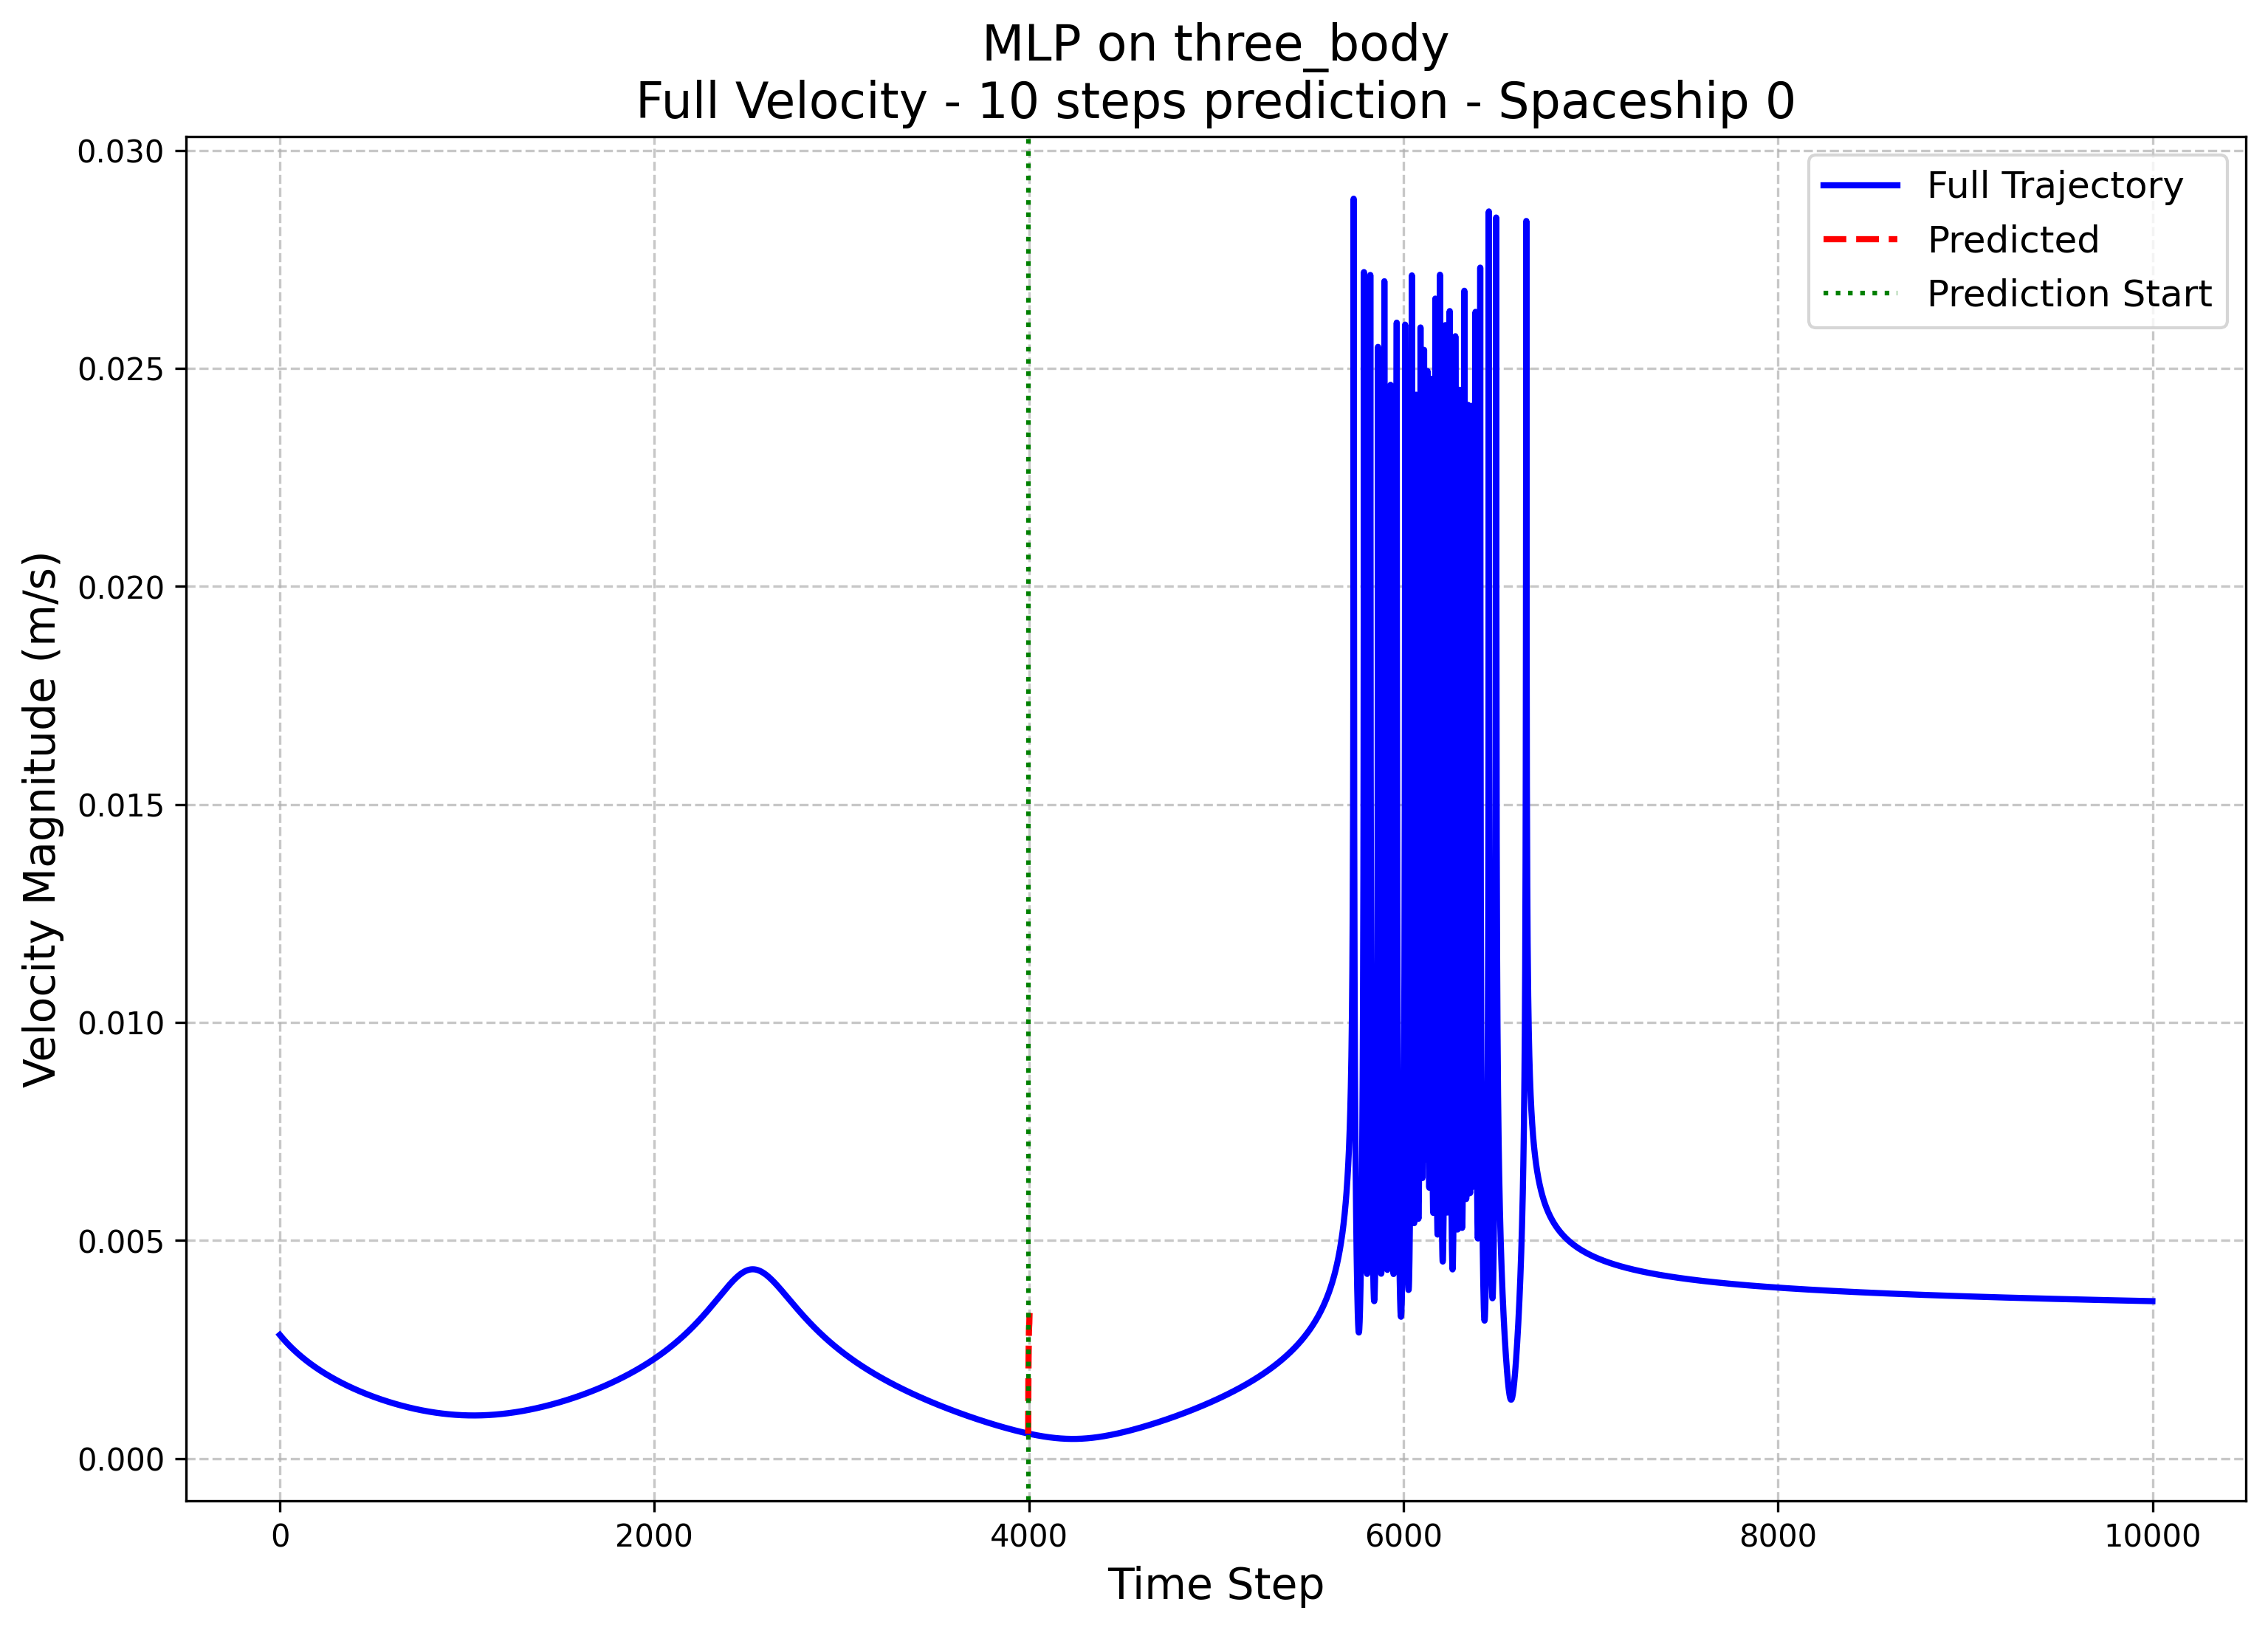 MLP on three_body
Full Velocity - 10 steps prediction - Spaceship 0
Full Trajectory
Predicted
Prediction Start
Velocity Magnitude (m/s)
0.030
0.025
0.020
0.015
0.010
0.005
0.000
0 2000 4000 6000 8000 10000
Time Step